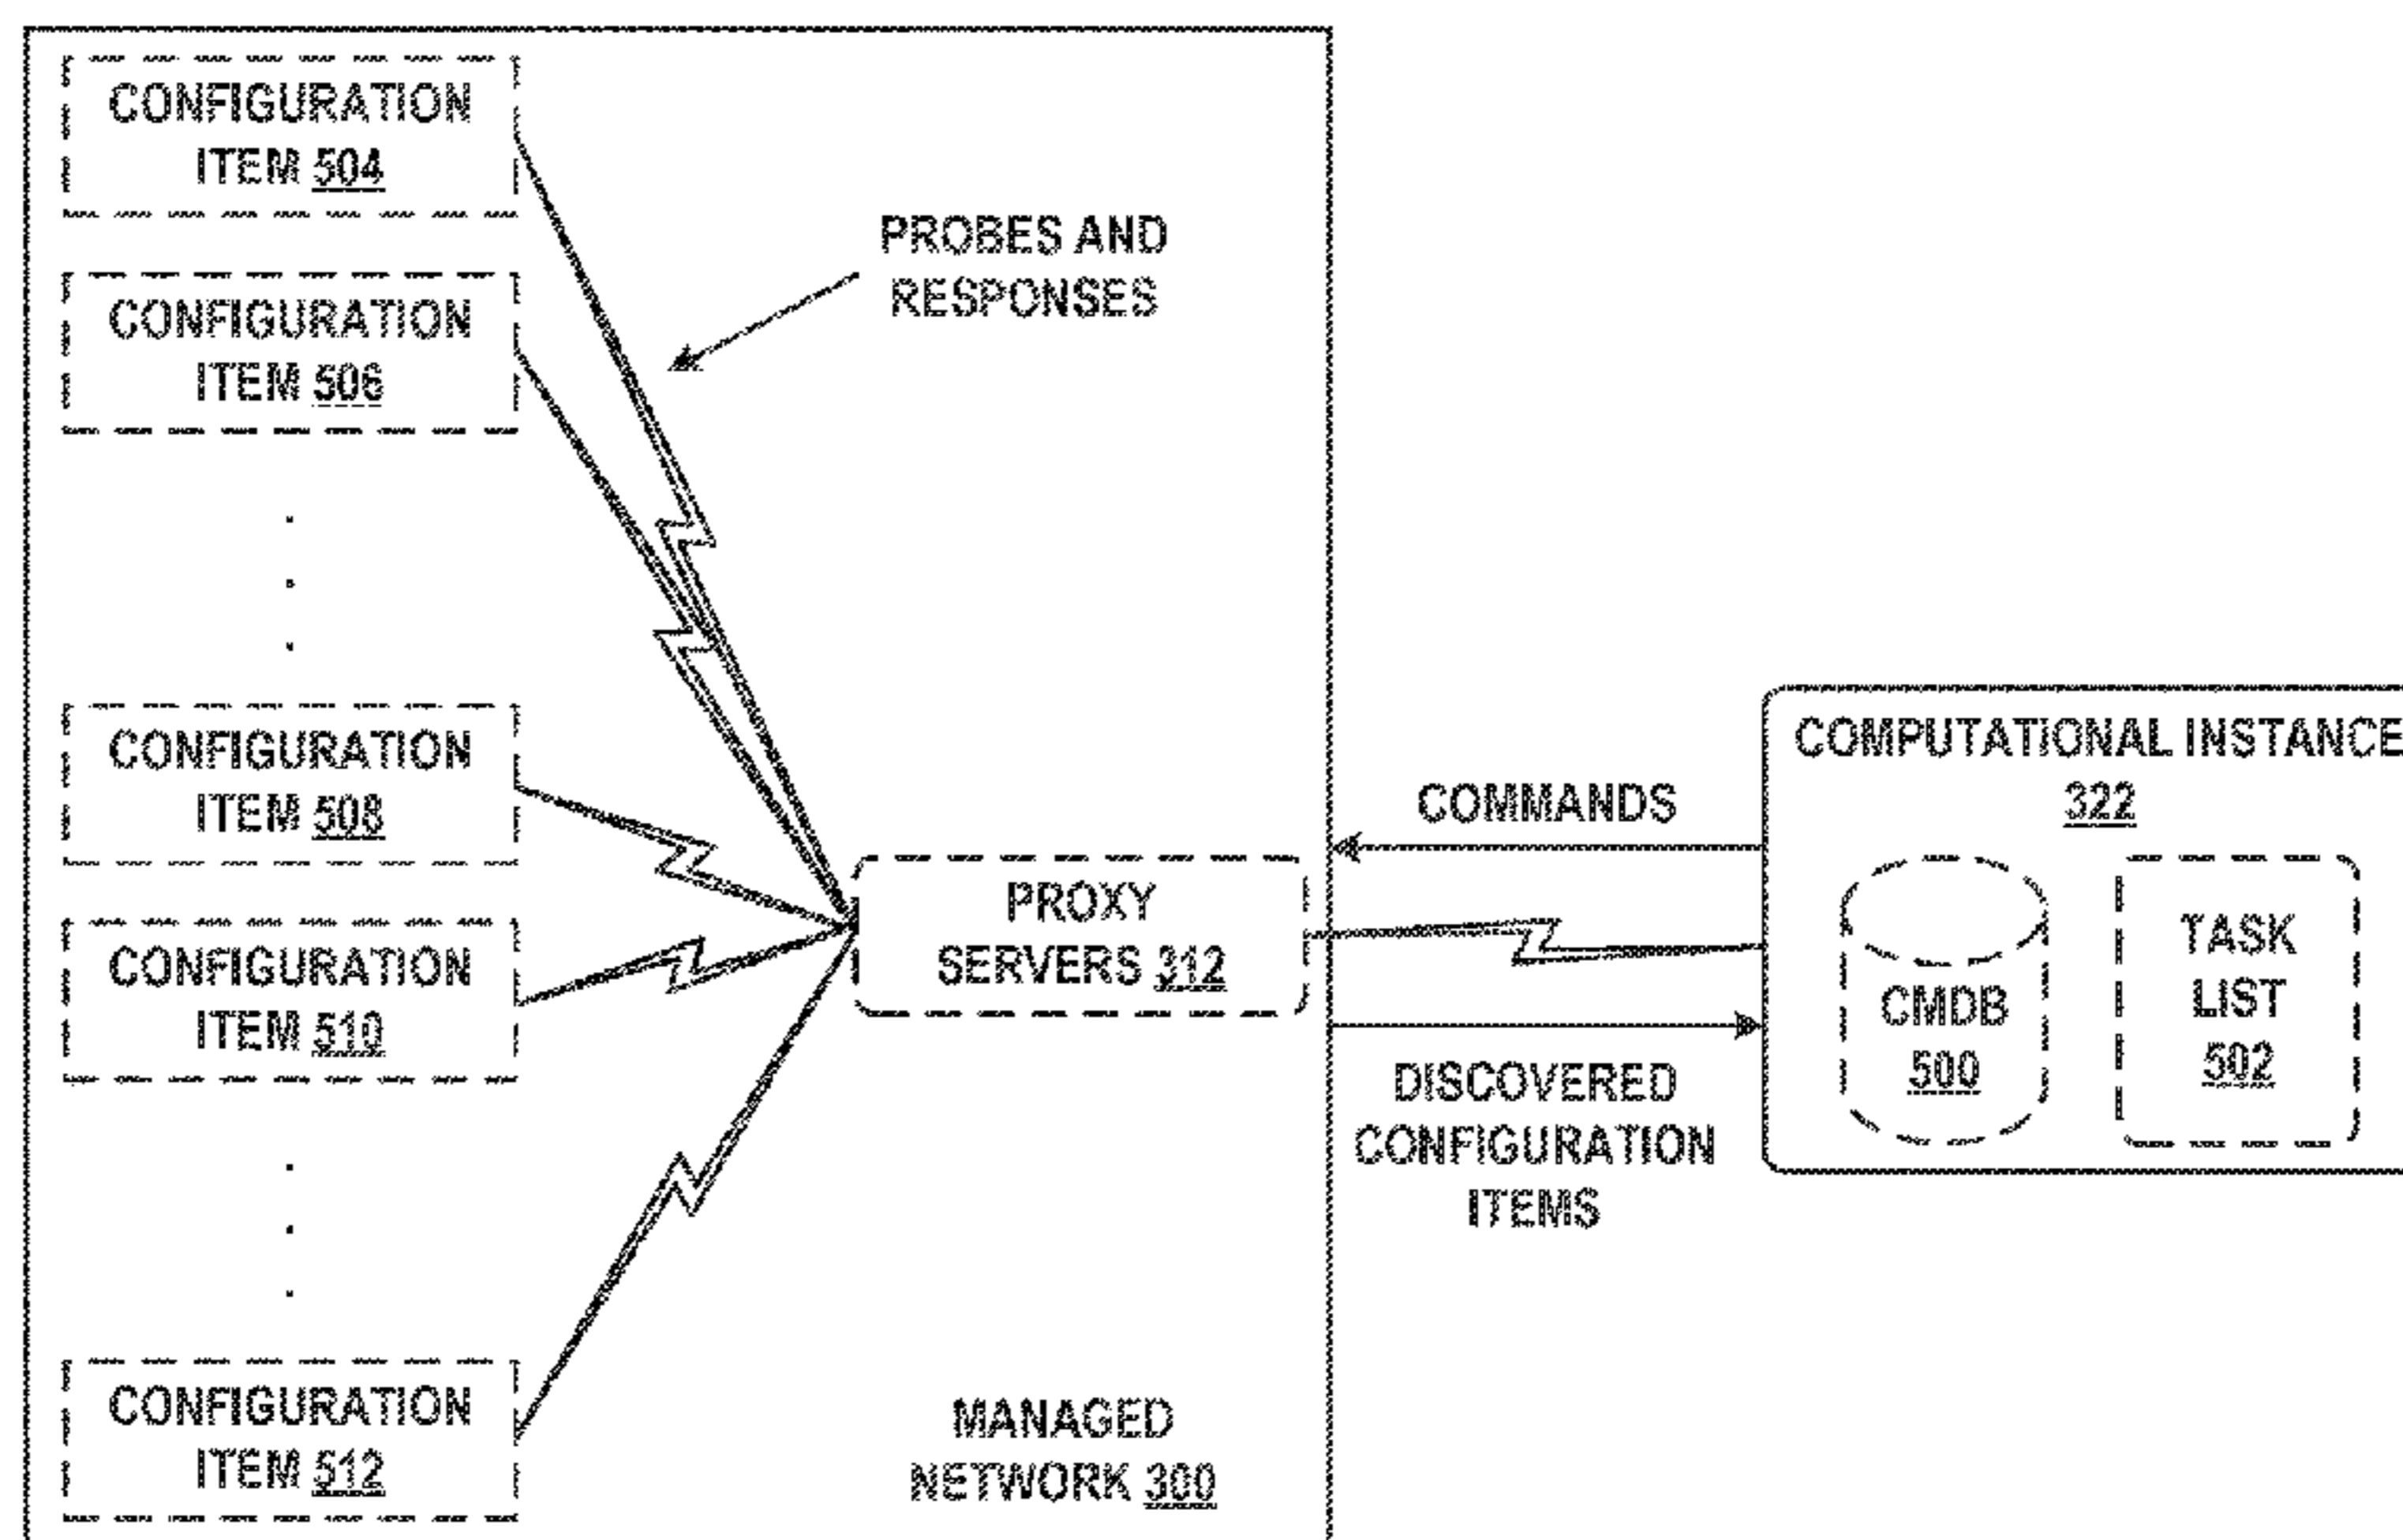 CONFIGURATION
ITEM 504
PROBES AND
RESPONSES
CONFIGURATION
ITEM 506
CONFIGURATION
ITEM 508
CONFIGURATION
ITEM 510
CONFIGURATION
ITEM 512
PROXY
SERVERS 312
MANAGED
NETWORK 300
COMMANDS
DISCOVERED
CONFIGURATION
ITEMS
COMPUTATIONAL INSTANCE
322
CMDB
500
TASK
LIST
502